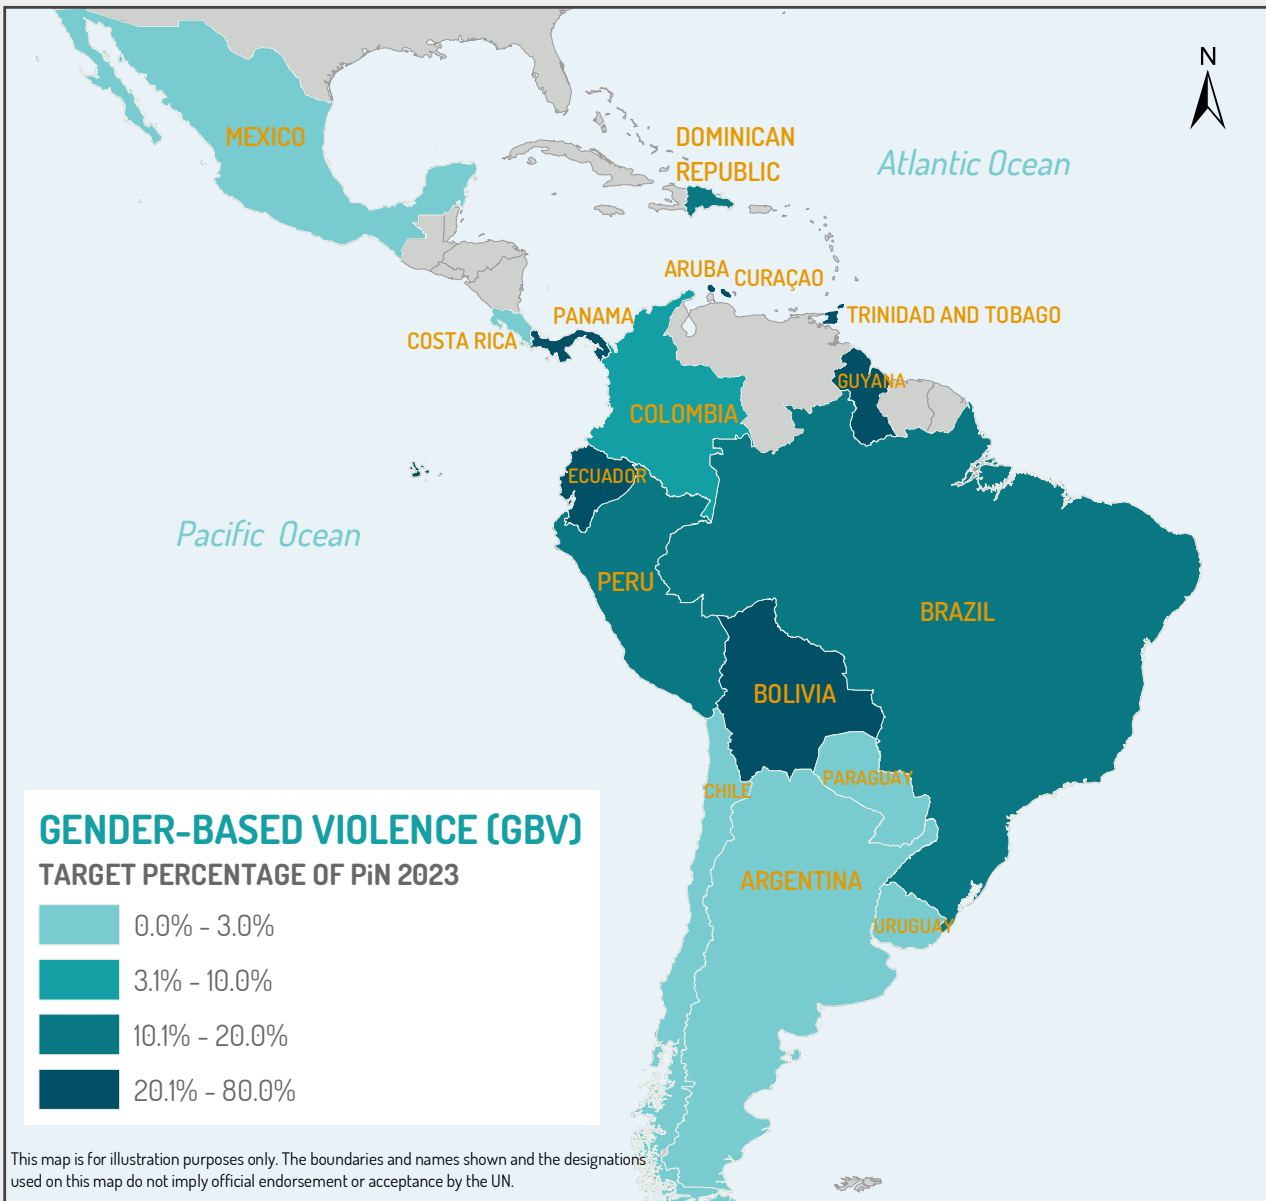 N
MEXICO
DOMINICAN
REPUBLIC
Atlantic Ocean
ARUBA
CURAÇAO
PANAMA
TRINIDAD AND TOBAGO
COSTA RICA
GUYANA
COLOMBIA
ECUADOR
Pacific Ocean
PERU
BRAZIL
BOLIVIA
PARAGUAY
CHILE
ARGENTINA
URUGUAY
GENDER-BASED VIOLENCE (GBV)
TARGET PERCENTAGE OF PiN 2023
0.0% - 3.0%
3.1% - 10.0%
10.1% - 20.0%
20.1% - 80.0%
This map is for illustration purposes only. The boundaries and names shown and the designations
used on this map do not imply official endorsement or acceptance by the UN.